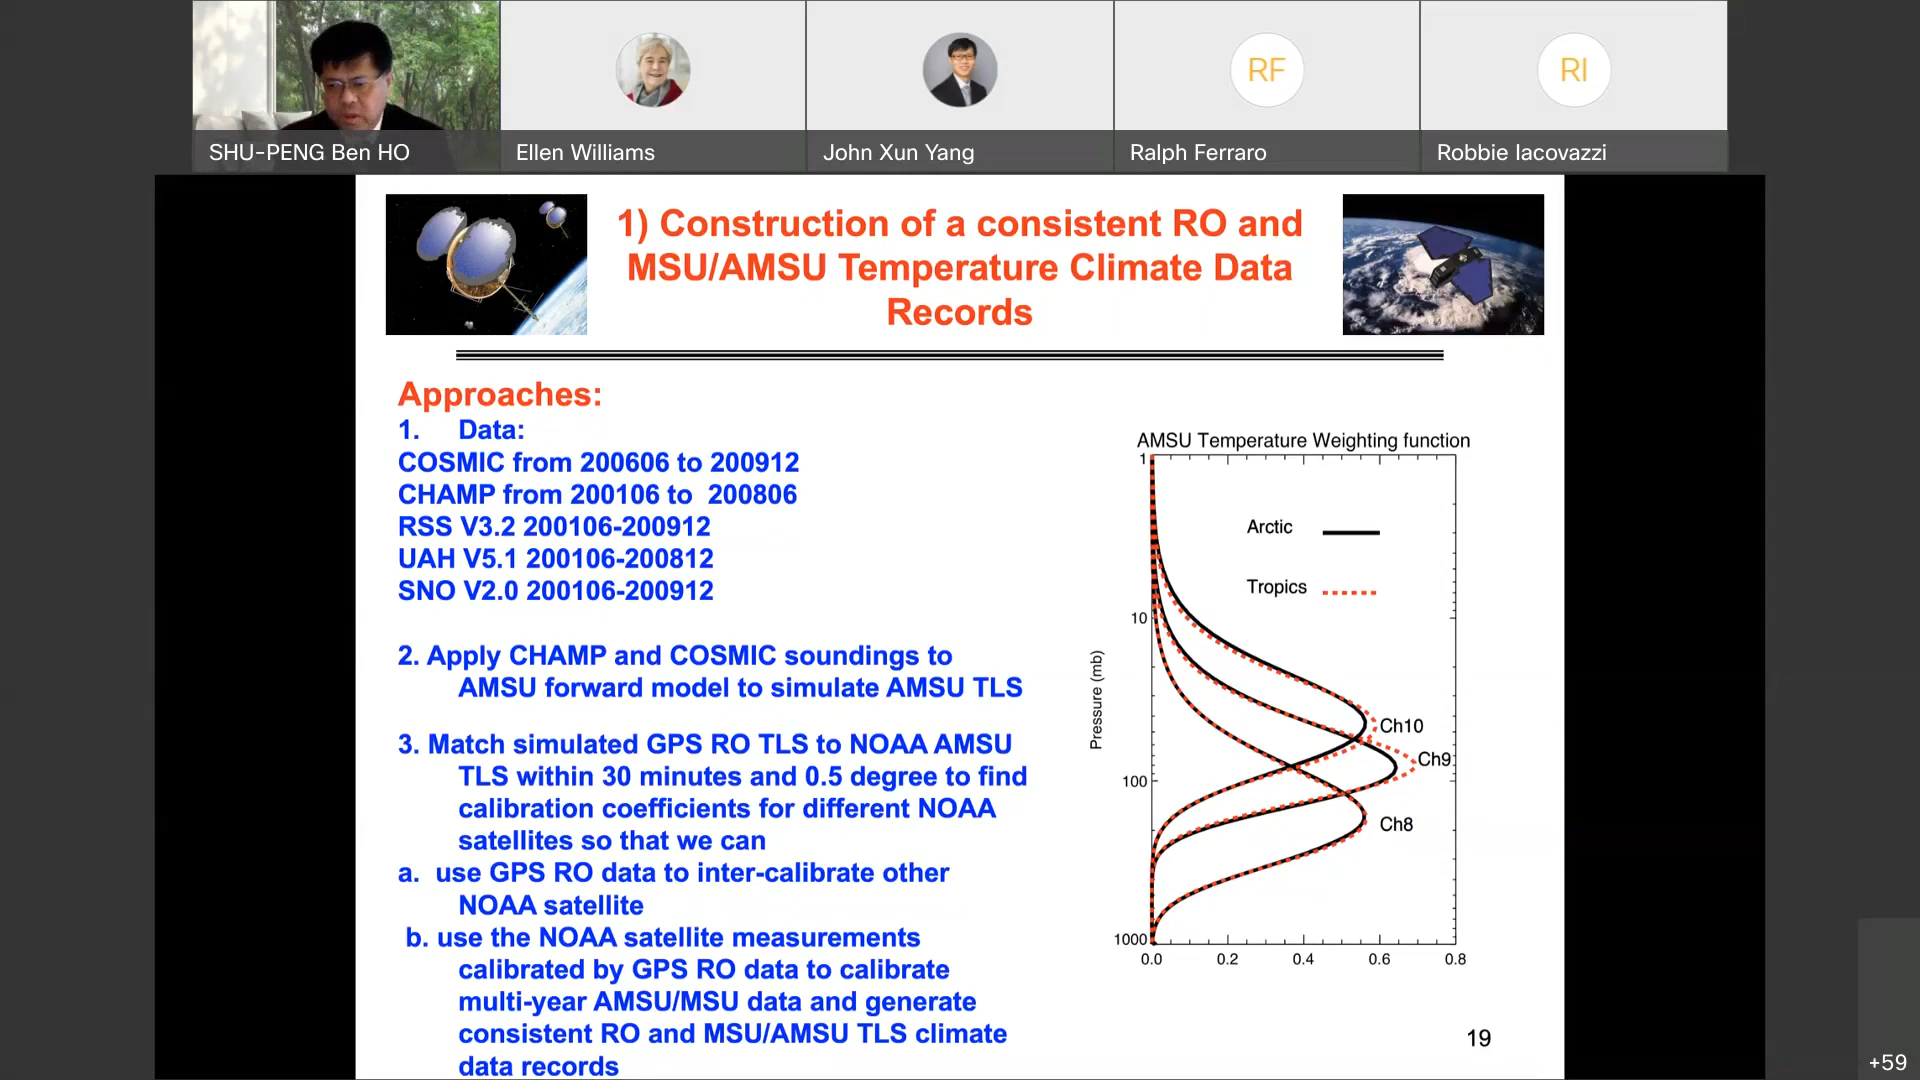 RF
RI
SHU-PENG Ben HO
Ellen Williams
John Xun Yang
Ralph Ferraro
Robbie Iacovazzi
1) Construction of a consistent RO and
MSU/AMSU Temperature Climate Data
Records
Approaches:
1. Data:
COSMIC from 200606 to 200912
CHAMP from 200106 to 200806
RSS V3.2 200106-200912
UAH V5.1 200106-200812
SNO V2.0 200106-200912
2. Apply CHAMP and COSMIC soundings to
AMSU forward model to simulate AMSU TLS
3. Match simulated GPS RO TLS to NOAA AMSU
TLS within 30 minutes and 0.5 degree to find
calibration coefficients for different NOAA
satellites so that we can
a. use GPS RO data to inter-calibrate other
NOAA satellite
b. use the NOAA satellite measurements
calibrated by GPS RO data to calibrate
multi-year AMSU/MSU data and generate
consistent RO and MSU/AMSU TLS climate
data records
AMSU Temperature Weighting function
1
Arctic
Tropics
10
Pressure (mb)
Ch10
Ch9
100
Ch8
1000
0.0 0.2 0.4 0.6 0.8
19
+59